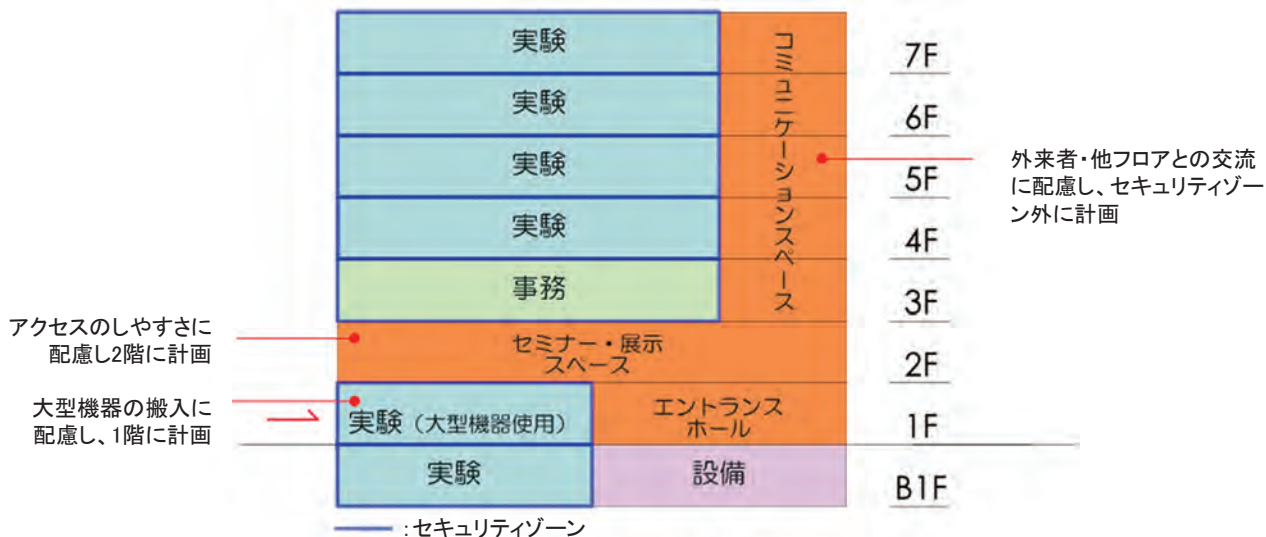 実験
7F
実験
6F
実験
5F
実験
4F
事務
3F
コミュニケーションスペース
外来者・他フロアとの交流
に配慮し、セキュリティゾー
ン外に計画
アクセスのしやすさに
配慮し2階に計画
セミナー・展示
スペース
2F
大型機器の搬入に
配慮し、1階に計画
実験（大型機器使用）
エントランス
ホール
1F
実験
設備
B1F
：セキュリティゾーン